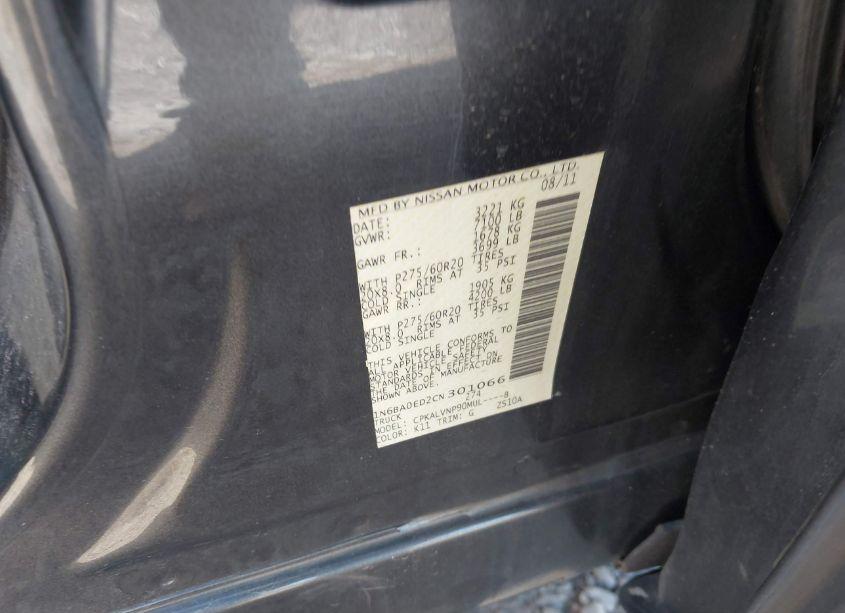 MFD BY NISSAN MOTOR CO., LTD.
DATE: 08/11
GVWR: 3221 KG
7100 LB
GAWR FR.: 1678 KG
3699 LB
WITH P275/60R20 TIRES
20X8.0 RIMS AT 35 PSI
COLD SINGLE
GAWR RR.: 1905 KG
4200 LB
WITH P275/60R20 TIRES
20X8.0 RIMS AT 35 PSI
COLD SINGLE
THIS VEHICLE CONFORMS TO
ALL APPLICABLE FEDERAL
MOTOR VEHICLE SAFETY
STANDARDS IN EFFECT ON
THE DATE OF MANUFACTURE
SHOWN ABOVE.
1N6BA0ED2CN301066
TRUCK 274
MODEL: CPKALVNP90MUL----8
COLOR: K11 TRIM: G 2510A